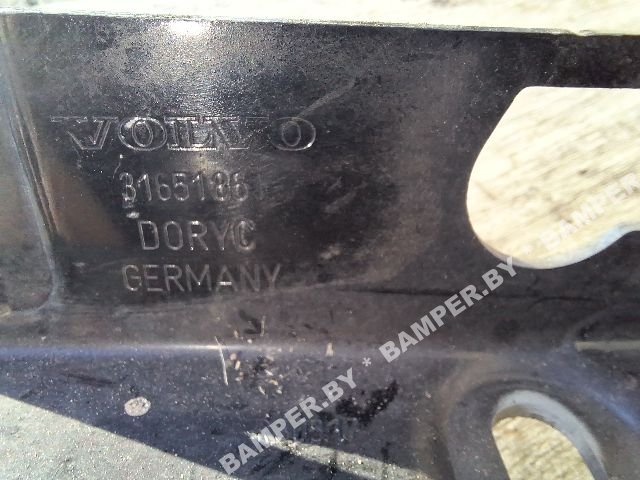 VOLVO
31651861
DORYC
GERMANY
BAMPER.BY * BAMPER.BY